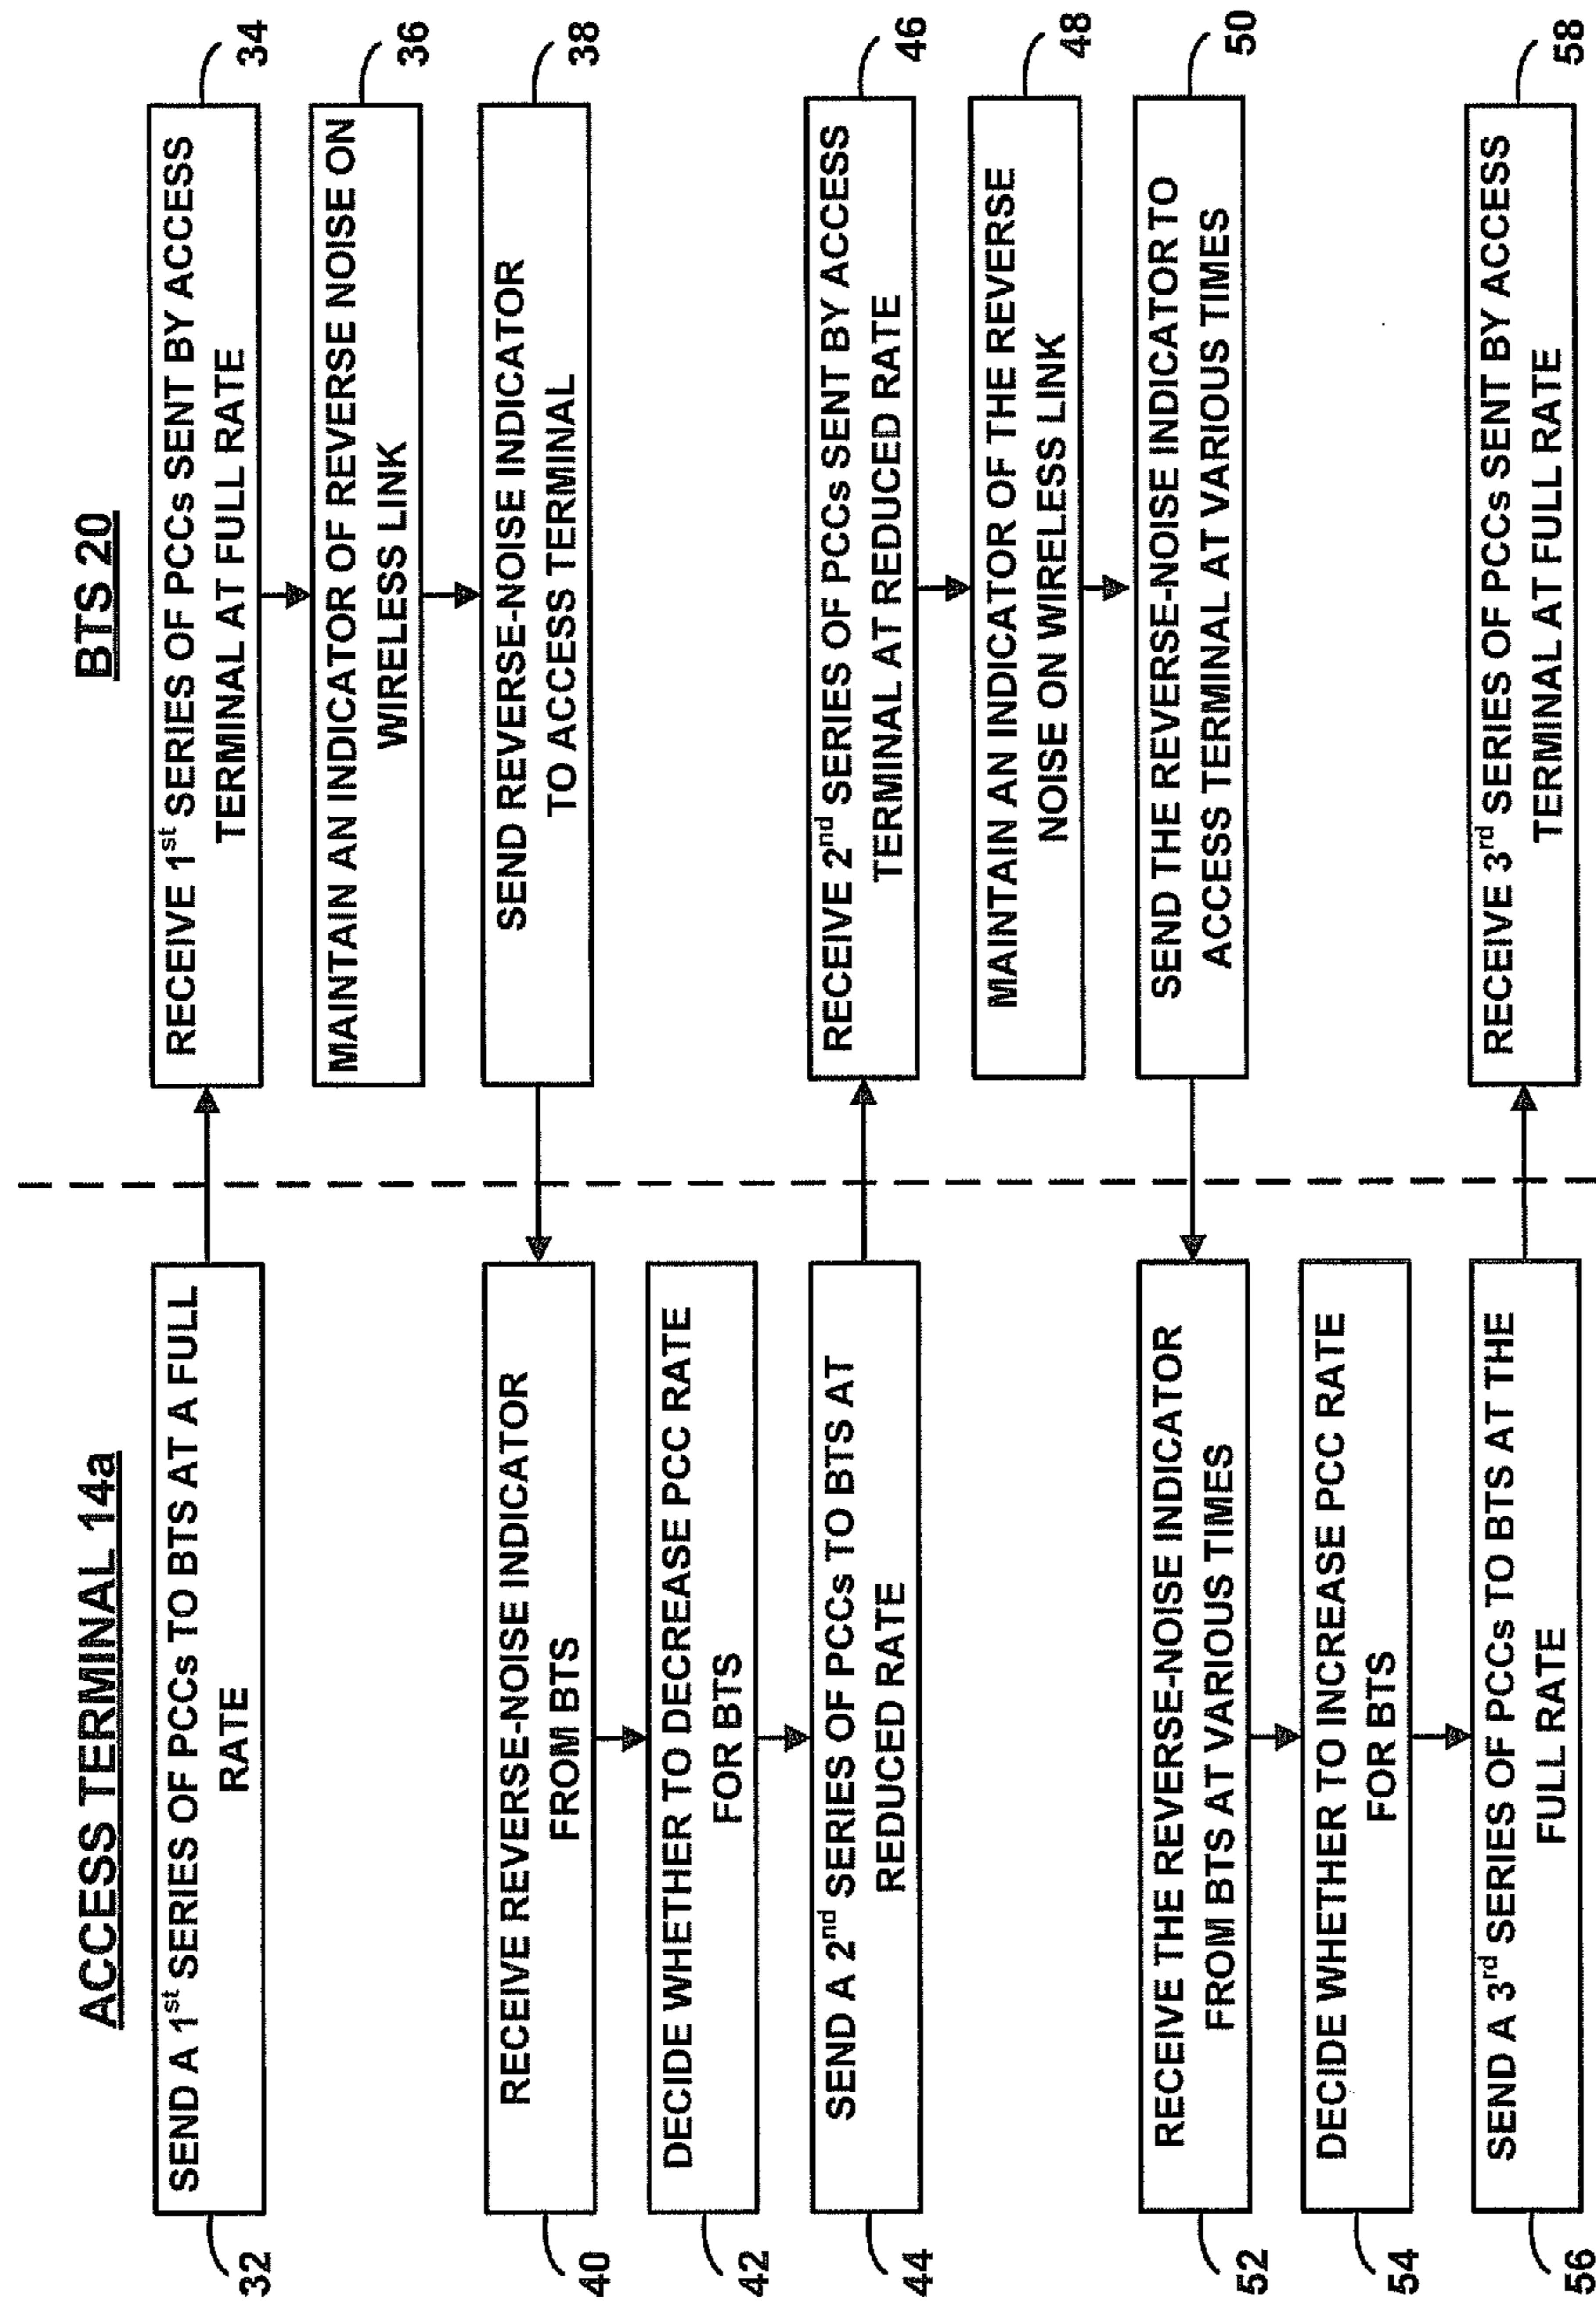 ACCESS TERMINAL 14a
BTS 20
32
SEND A 1st SERIES OF PCCs TO BTS AT A FULL
RATE
RECEIVE 1st SERIES OF PCCs SENT BY ACCESS
TERMINAL AT FULL RATE
34
MAINTAIN AN INDICATOR OF REVERSE NOISE ON
WIRELESS LINK
36
SEND REVERSE-NOISE INDICATOR
TO ACCESS TERMINAL
38
40
RECEIVE REVERSE-NOISE INDICATOR
FROM BTS
42
DECIDE WHETHER TO DECREASE PCC RATE
FOR BTS
44
SEND A 2nd SERIES OF PCCs TO BTS AT
REDUCED RATE
RECEIVE 2nd SERIES OF PCCs SENT BY ACCESS
TERMINAL AT REDUCED RATE
46
MAINTAIN AN INDICATOR OF THE REVERSE
NOISE ON WIRELESS LINK
48
SEND THE REVERSE-NOISE INDICATOR TO
ACCESS TERMINAL AT VARIOUS TIMES
50
52
RECEIVE THE REVERSE-NOISE INDICATOR
FROM BTS AT VARIOUS TIMES
54
DECIDE WHETHER TO INCREASE PCC RATE
FOR BTS
56
SEND A 3rd SERIES OF PCCs TO BTS AT THE
FULL RATE
RECEIVE 3rd SERIES OF PCCs SENT BY ACCESS
TERMINAL AT FULL RATE
58